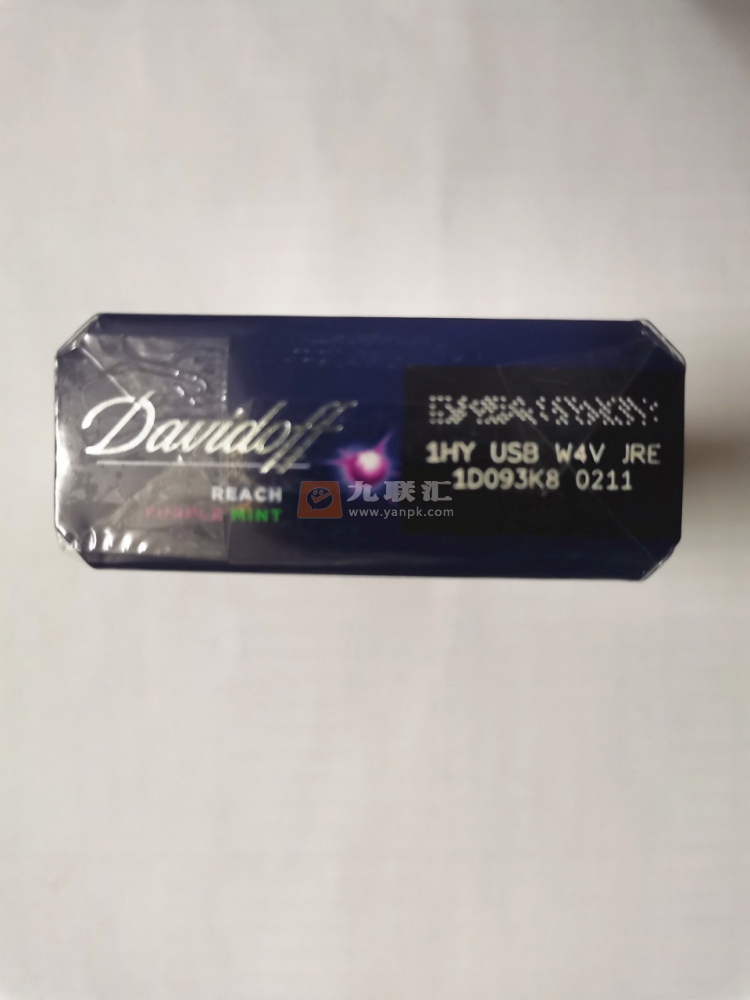 Davidoff
REACH
PURPLE MINT
1HY USB W4V JRE
1D093K8 0211
九联汇
www.yanpk.com